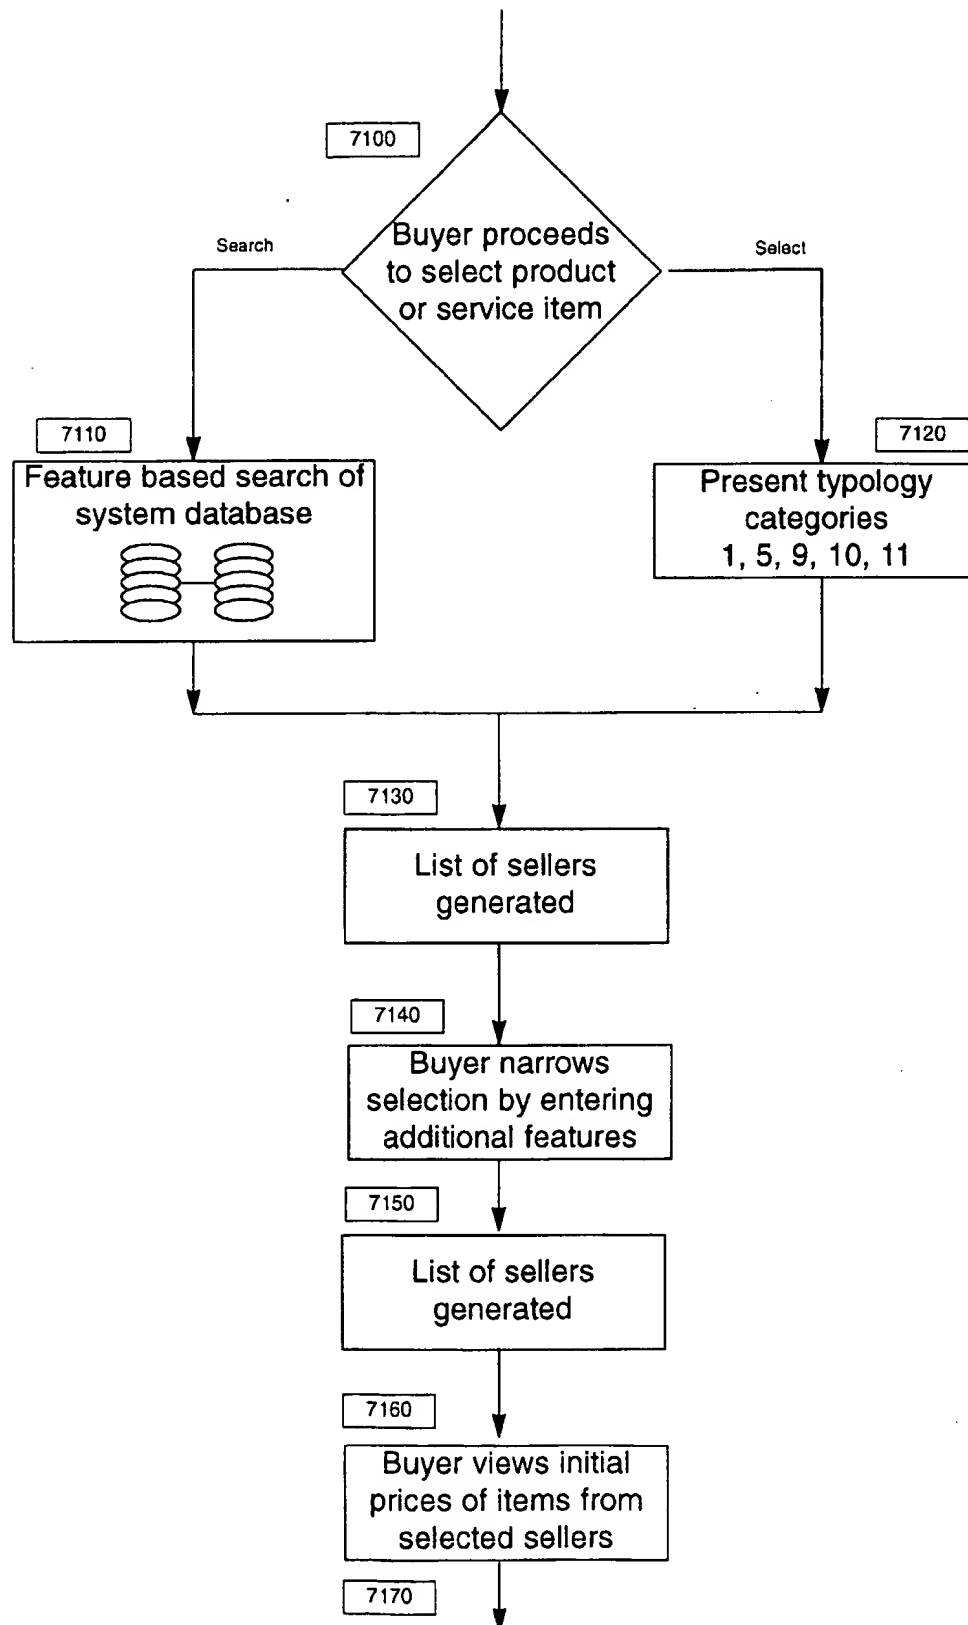 7100
Buyer proceeds
to select product
or service item
Search
Select
7110
Feature based search of
system database
7120
Present typology
categories
1, 5, 9, 10, 11
7130
List of sellers
generated
7140
Buyer narrows
selection by entering
additional features
7150
List of sellers
generated
7160
Buyer views initial
prices of items from
selected sellers
7170